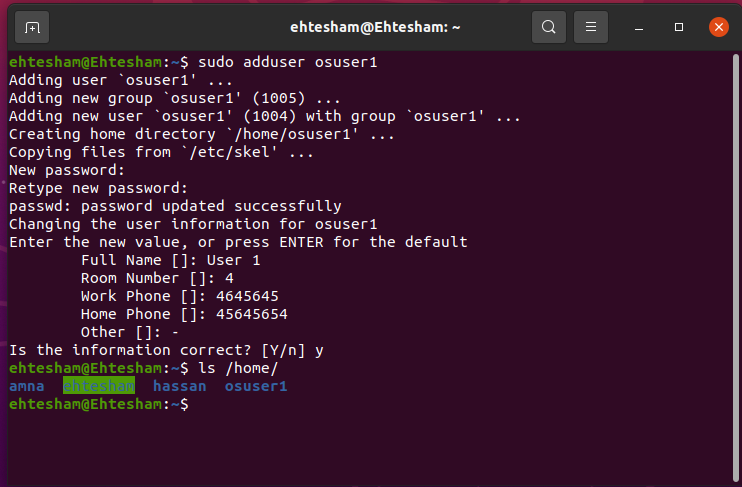 ehtesham@Ehtesham: ~
ehtesham@Ehtesham:~$ sudo adduser osuser1
Adding user `osuser1' ...
Adding new group `osuser1' (1005) ...
Adding new user `osuser1' (1004) with group `osuser1' ...
Creating home directory `/home/osuser1' ...
Copying files from `/etc/skel' ...
New password:
Retype new password:
passwd: password updated successfully
Changing the user information for osuser1
Enter the new value, or press ENTER for the default
        Full Name []: User 1
        Room Number []: 4
        Work Phone []: 4645645
        Home Phone []: 45645654
        Other []: -
Is the information correct? [Y/n] y
ehtesham@Ehtesham:~$ ls /home/
amna  ehtesham  hassan  osuser1
ehtesham@Ehtesham:~$